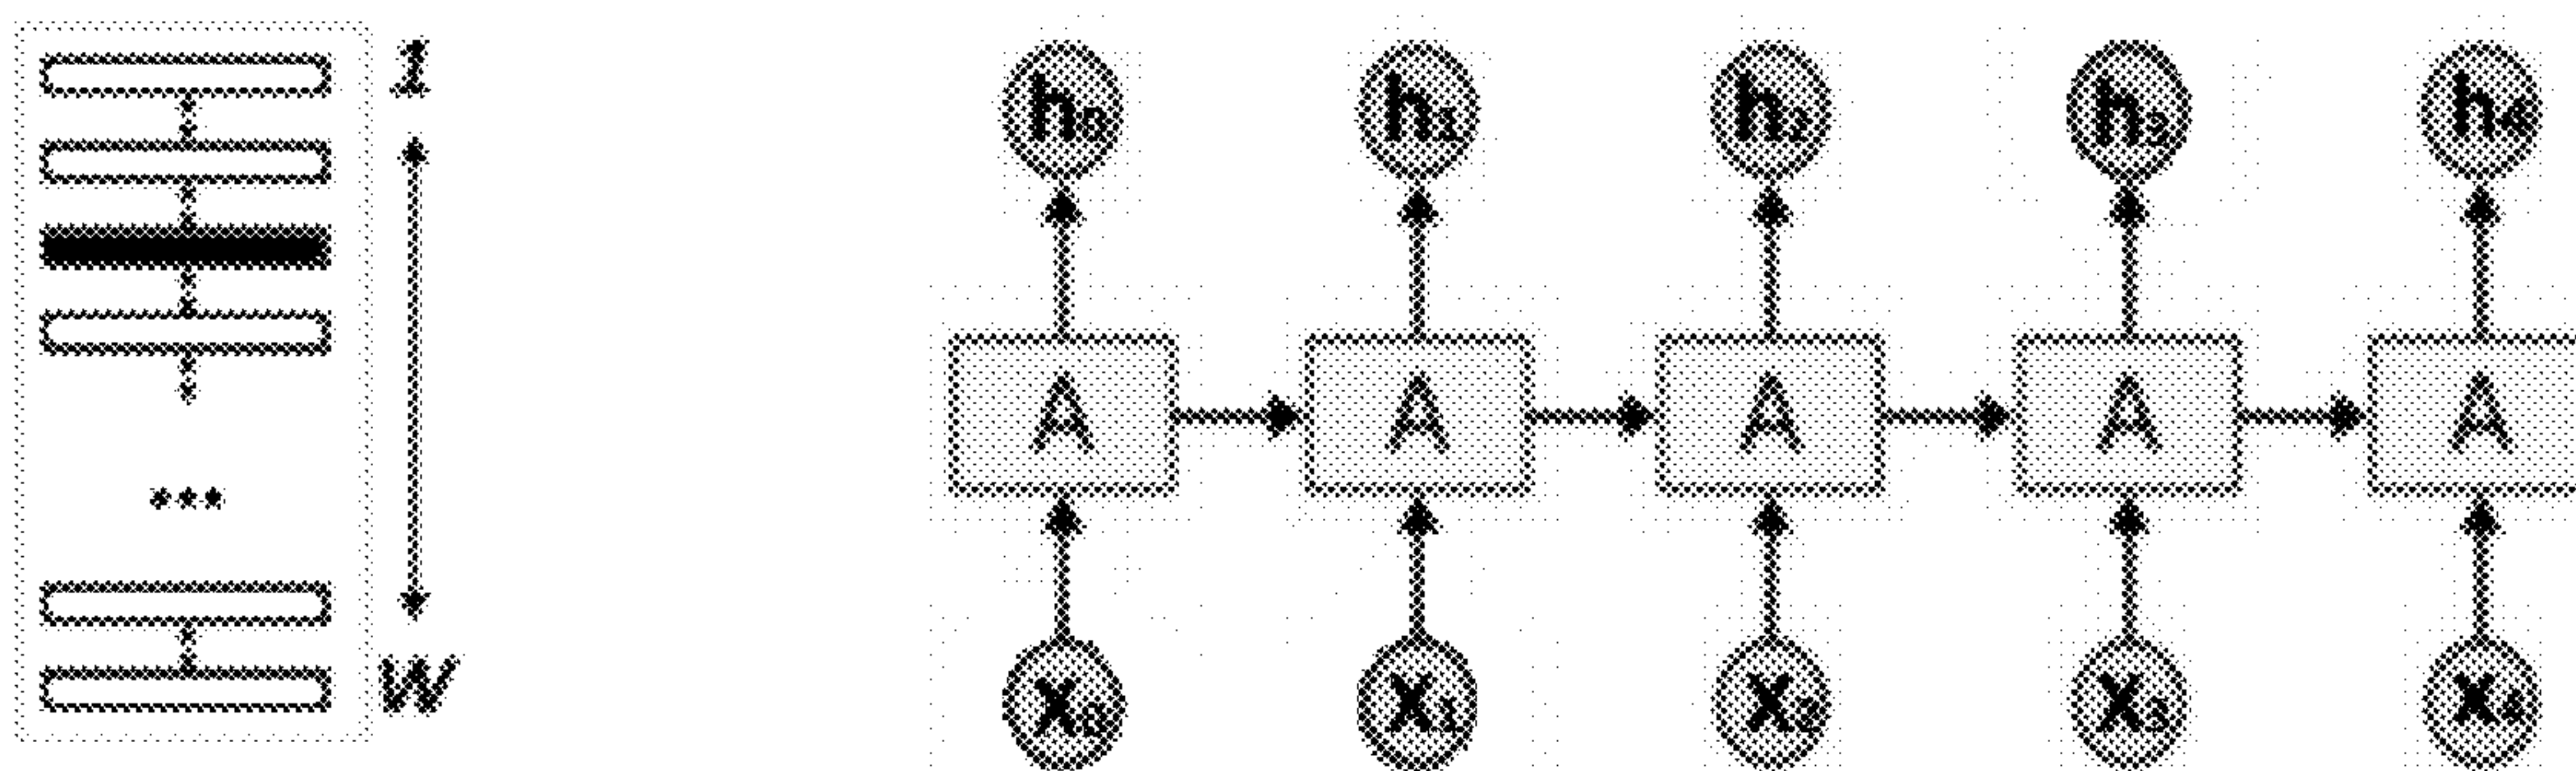 1
h₀ h₁ h₂ h₃ h₄
A A A A A
...
W
X₀ X₁ X₂ X₃ X₄